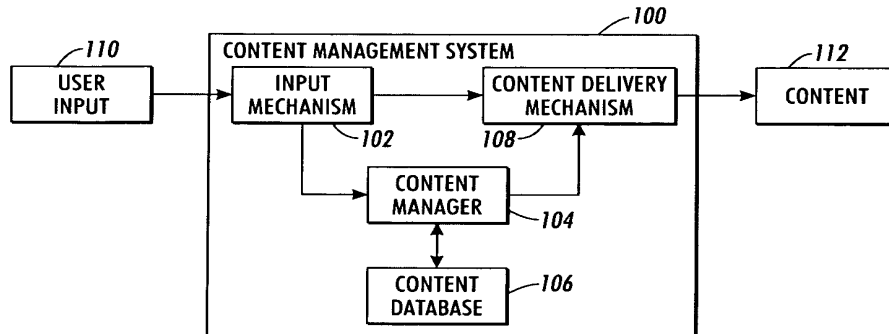 110
USER
INPUT
100
CONTENT MANAGEMENT SYSTEM
INPUT
MECHANISM
102
CONTENT DELIVERY
MECHANISM
108
112
CONTENT
CONTENT
MANAGER
104
CONTENT
DATABASE
106